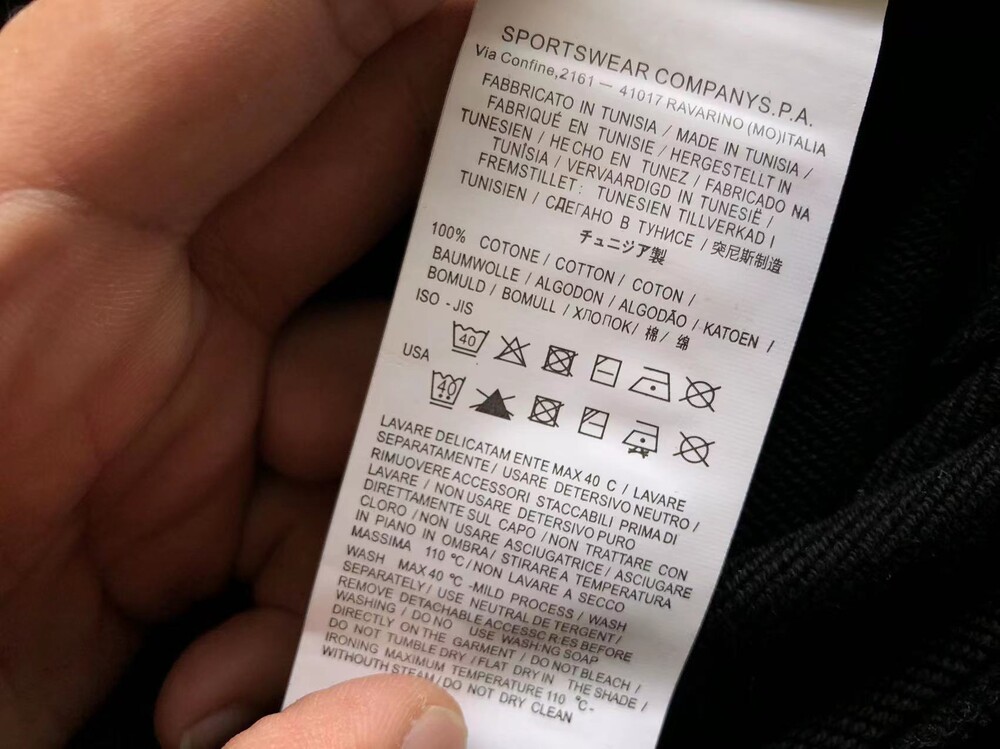 SPORTSWEAR COMPANYS.P.A.
Via Confine,2161 — 41017 RAVARINO (MO)ITALIA
FABBRICATO IN TUNISIA / MADE IN TUNISIA /
FABRIQUÉ EN TUNISIE / HERGESTELLT IN
TUNESIEN / HECHO EN TUNEZ / FABRICADO NA
TUNÍSIA / VERVAARDIGD IN TUNESIË /
FREMSTILLET: TUNESIEN TILLVERKAD I
TUNISIEN / СДЕГАНО В ТУНИСЕ / 突尼斯制造
チュニジア製
100% COTONE / COTTON / COTON /
BAUMWOLLE / ALGODON / ALGODÃO / KATOEN /
BOMULD / BOMULL / ХЛОПОК/ 棉/ 绵
ISO - JIS
40
USA
40
LAVARE DELICATAM ENTE MAX 40 C / LAVARE
SEPARATAMENTE/ USARE DETERSIVO NEUTRO /
RIMUOVERE ACCESSORI STACCABILI PRIMA DI
LAVARE / NON USARE DETERSIVO PURO
DIRETTAMENTE SUL CAPO /NON TRATTARE CON
CLORO /NON USARE ASCIUGATRICE/ ASCIUGARE
IN PIANO IN OMBRA/ STIRARE A TEMPERATURA
MASSIMA 110 °C/NON LAVARE A SECCO
WASH MAX 40 °C -MILD PROCESS / WASH
SEPARATELY/ USE NEUTRAL DE TERGENT/
REMOVE DETACHABLE ACCESSC R:ES BEFORE
WASHING / DO NO USE WASH:NG SOAP
DIRECTLY ON THE GARMENT / DO NOT BLEACH /
DO NOT TUMBLE DRY /FLAT DRY IN THE SHADE /
IRONING MAXIMUM TEMPERATURE 110 °C-
WITHOUTH STEAM/DO NOT DRY CLEAN